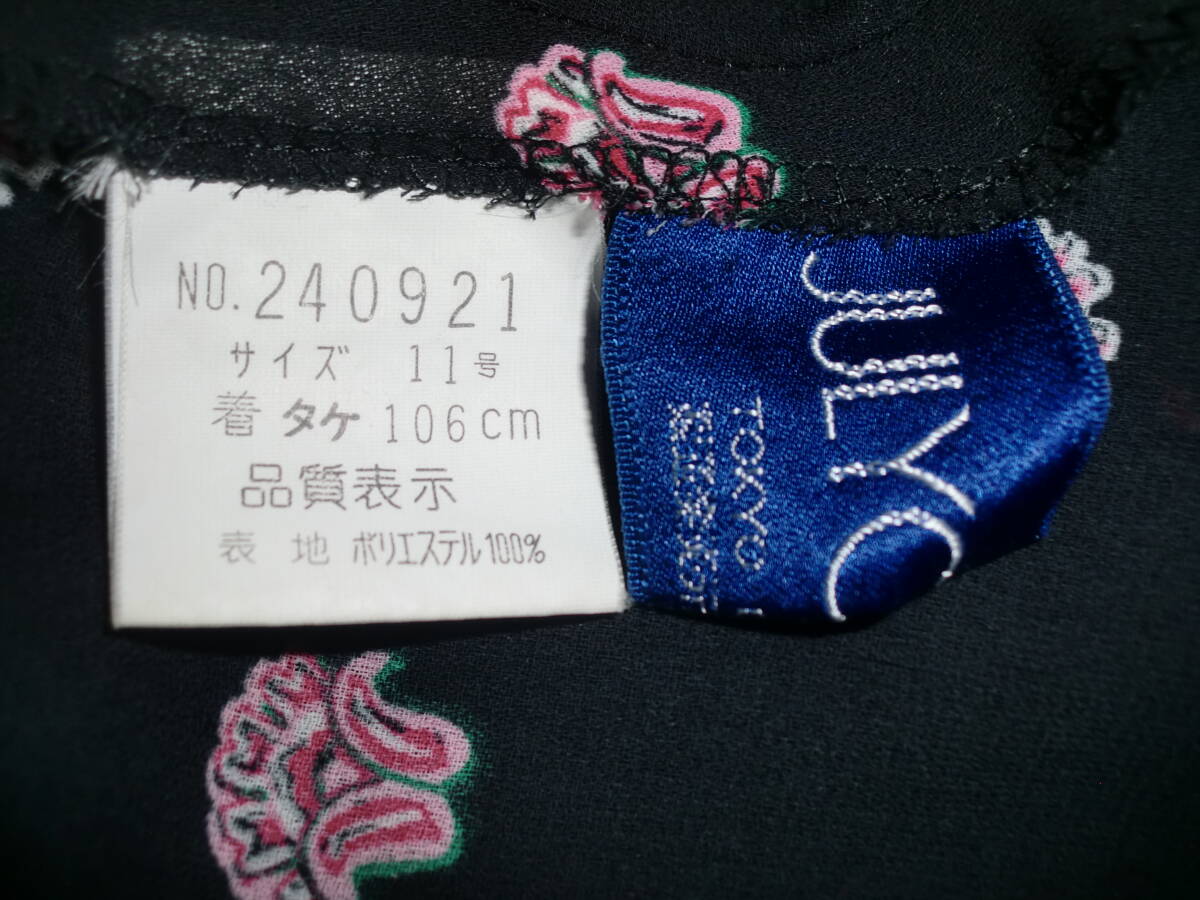 NO.240921
サイズ 11号
着タケ 106cm
品質表示
表 地 ポリエステル100%
JULYC
TOKYO